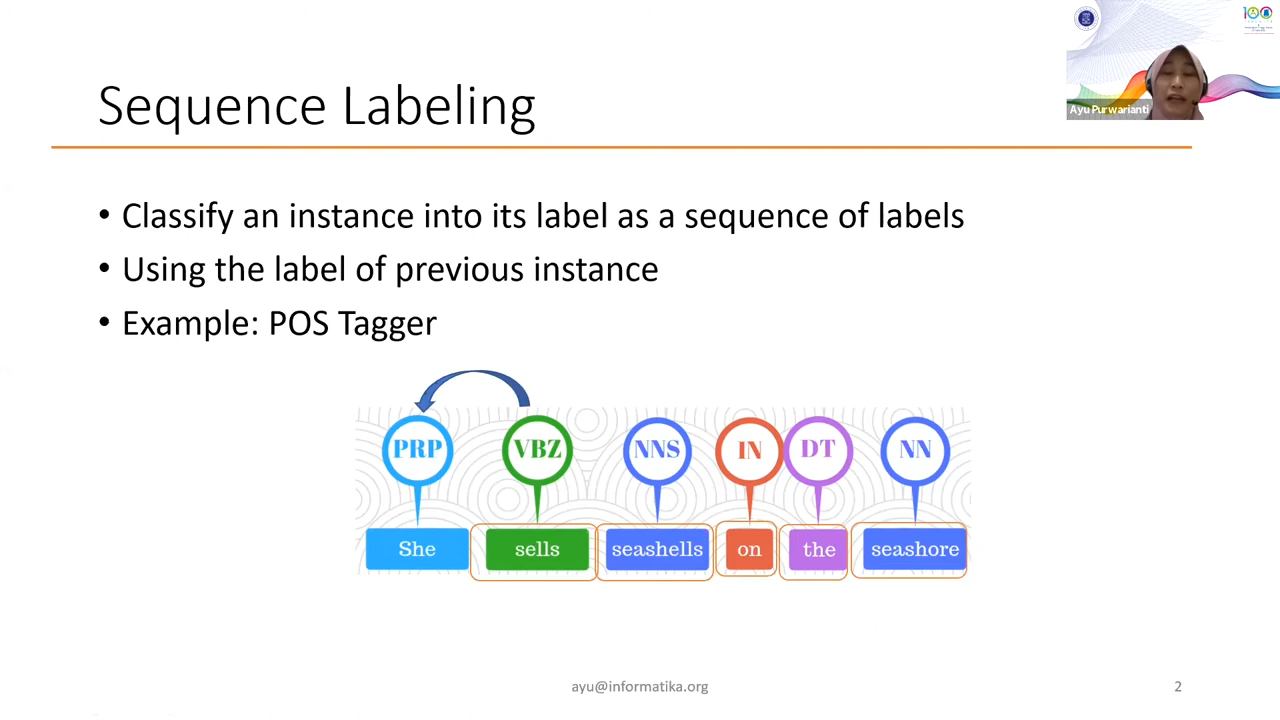 Sequence Labeling
100
Ayu Purwarianti
• Classify an instance into its label as a sequence of labels
• Using the label of previous instance
• Example: POS Tagger
PRP VBZ NNS IN DT NN
She sells seashells on the seashore
ayu@informatika.org
2